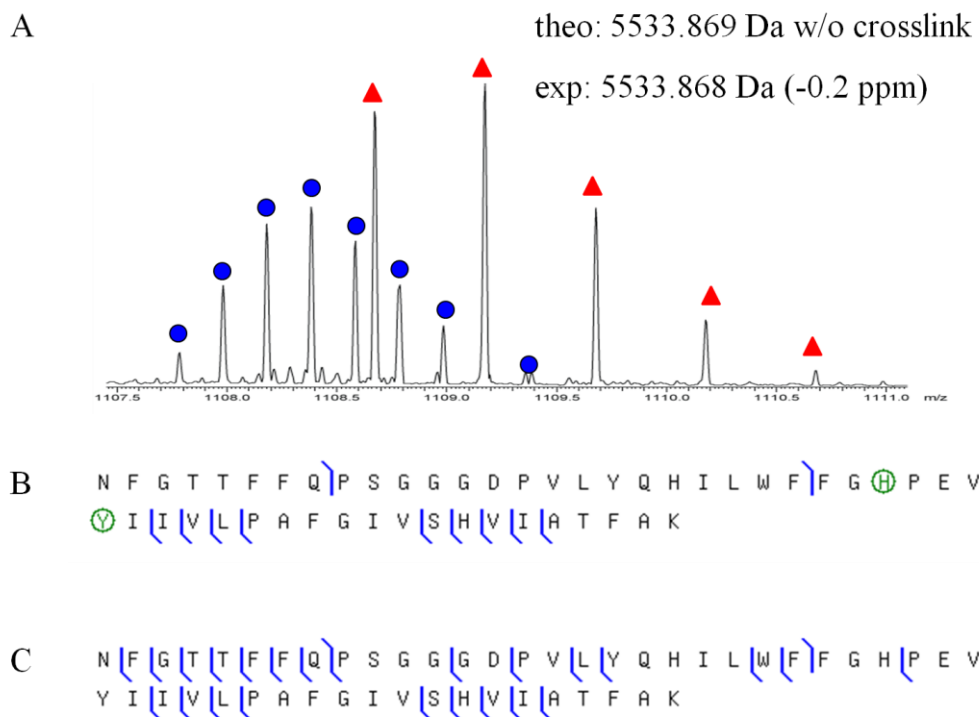 A
theo: 5533.869 Da w/o crosslink
exp: 5533.868 Da (-0.2 ppm)
1107.5 1108.0 1108.5 1109.0 1109.5 1110.0 1110.5 1111.0 m/z
B
N F G T T F F Q P S G G G D P V L Y Q H I L W F F G H P E V
Y I I V L P A F G I V S H V I A T F A K
C
N F G T T F F Q P S G G G D P V L Y Q H I L W F F G H P E V
Y I I V L P A F G I V S H V I A T F A K